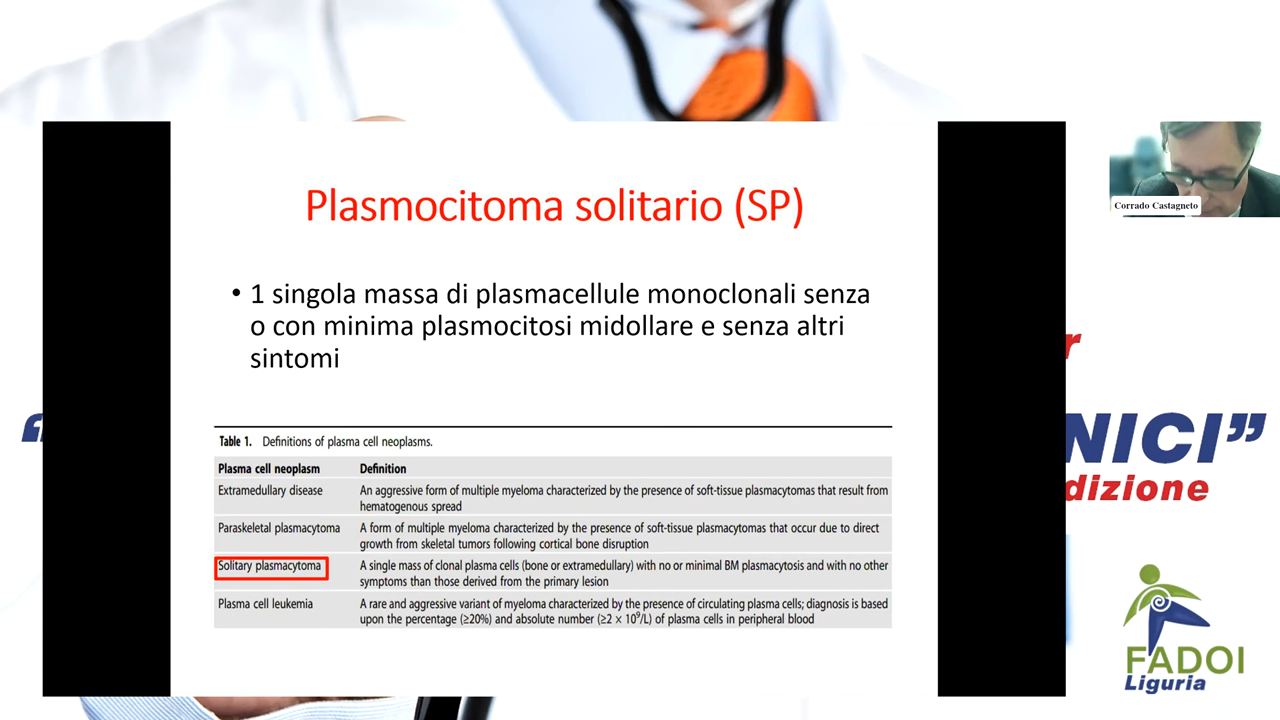 Plasmocitoma solitario (SP)
• 1 singola massa di plasmacellule monoclonali senza
o con minima plasmocitosi midollare e senza altri
sintomi
Table 1. Definitions of plasma cell neoplasms.
Plasma cell neoplasm Definition
Extramedullary disease An aggressive form of multiple myeloma characterized by the presence of soft-tissue plasmacytomas that result from
hematogenous spread
Paraskeletal plasmacytoma A form of multiple myeloma characterized by the presence of soft-tissue plasmacytomas that occur due to direct
growth from skeletal tumors following cortical bone disruption
Solitary plasmacytoma A single mass of clonal plasma cells (bone or extramedullary) with no or minimal BM plasmacytosis and with no other
symptoms than those derived from the primary lesion
Plasma cell leukemia A rare and aggressive variant of myeloma characterized by the presence of circulating plasma cells; diagnosis is based
upon the percentage (≥20%) and absolute number (≥2 × 10⁹/L) of plasma cells in peripheral blood
Corrado Castagneto
r
“
NICI”
dizione
FADOI
Liguria